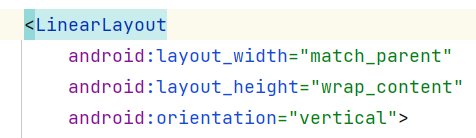 <LinearLayout
android:layout_width="match_parent"
android:layout_height="wrap_content"
android:orientation="vertical">